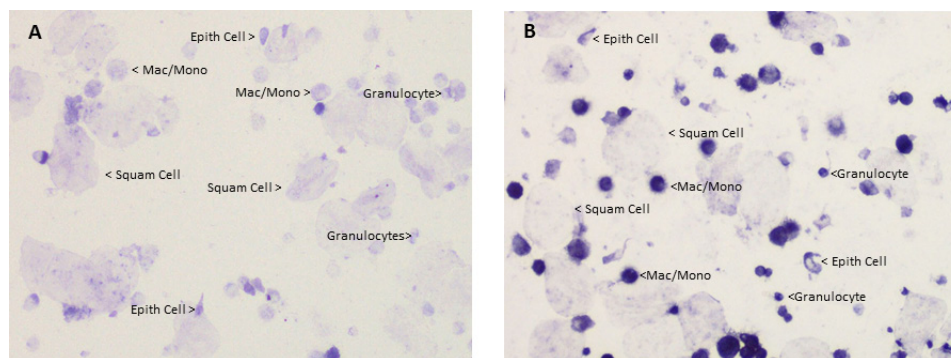 A
Epith Cell >
< Mac/Mono
Mac/Mono >
Granulocyte>
< Squam Cell
Squam Cell >
Granulocytes>
Epith Cell >
B
< Epith Cell
< Squam Cell
<Granulocyte
<Mac/Mono
< Squam Cell
< Epith Cell
<Mac/Mono
<Granulocyte